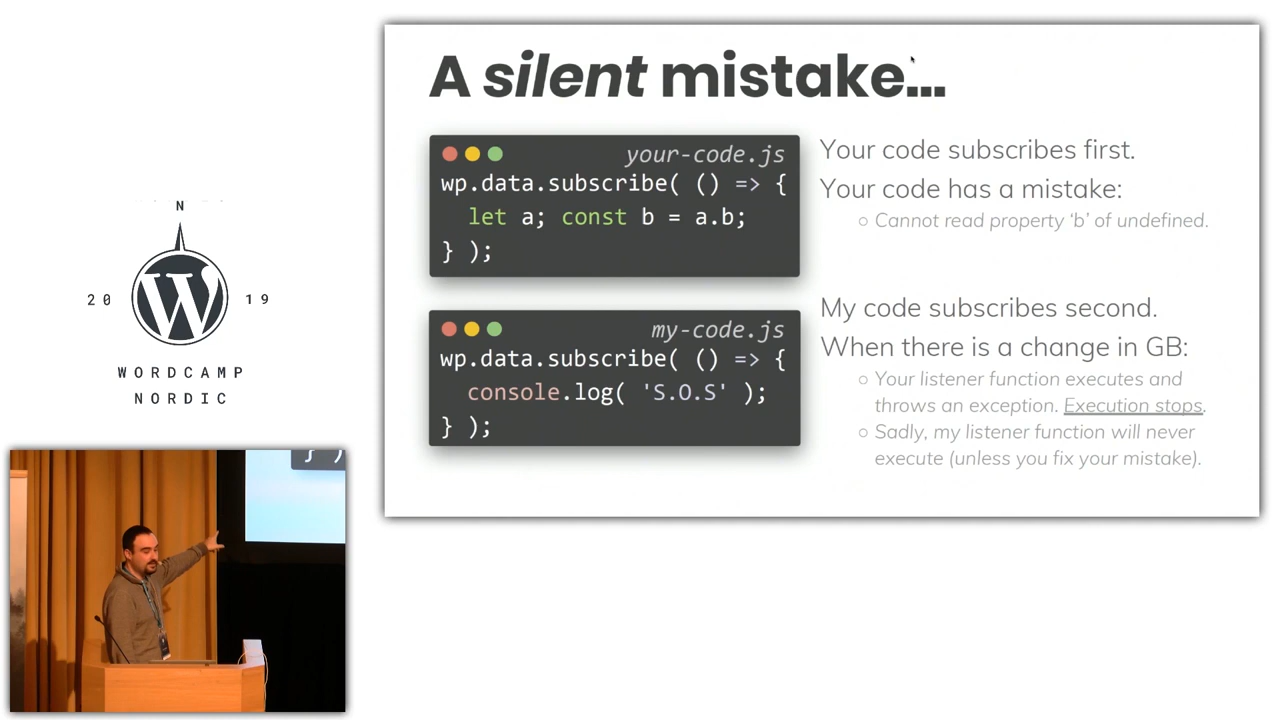 A silent mistake...
your-code.js
wp.data.subscribe( () => {
let a; const b = a.b;
} );
Your code subscribes first.
Your code has a mistake:
○ Cannot read property ‘b’ of undefined.
my-code.js
wp.data.subscribe( () => {
console.log( 'S.O.S' );
} );
My code subscribes second.
When there is a change in GB:
○ Your listener function executes and
throws an exception. Execution stops.
○ Sadly, my listener function will never
execute (unless you fix your mistake).
N
20 W 19
WORDCAMP
NORDIC
} )